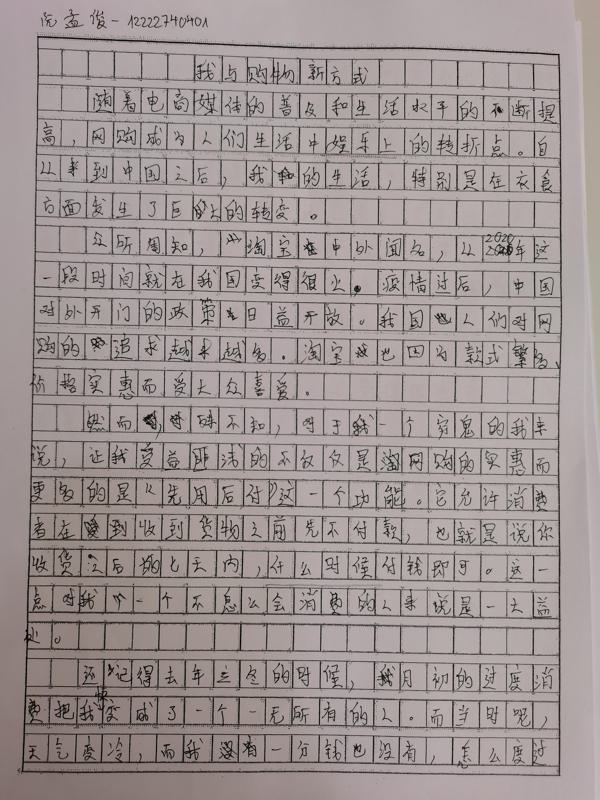 阮孟俊-12222740401
我与购物新方式
随着电商媒体的普及和生活水平的不断提
高，网购成为人们生活中娱乐上的转折点。自
从来到中国之后，我的生活，特别是在衣食
方面发生了巨大的转变。
众所周知，淘宝中外闻名，从2020年这
一段时间就在我国变得很火。疫情过后，中国
对外开门的政策日益开放。我国人们对网
购的追求越来越多。淘宝也因为款式繁多、
价格实惠而受大众喜爱。
然而，不知，对于我一个穷鬼的我来
说，让我受益匪浅的不仅仅是淘网购的实惠而
更多的是《先用后付》这一个功能。它允许消费
者在收到货物之前先不付款，也就是说你
收货之后的七天内，什么时候付钱即可。这一
点对我一个不怎么会消费的人来说是一大益
处。
还记得去年立冬的时候，我月初的过度消
费把我变成了一个一无所有的人。而当时呢，
天气变冷，而我没有一分钱也没有，怎么度过